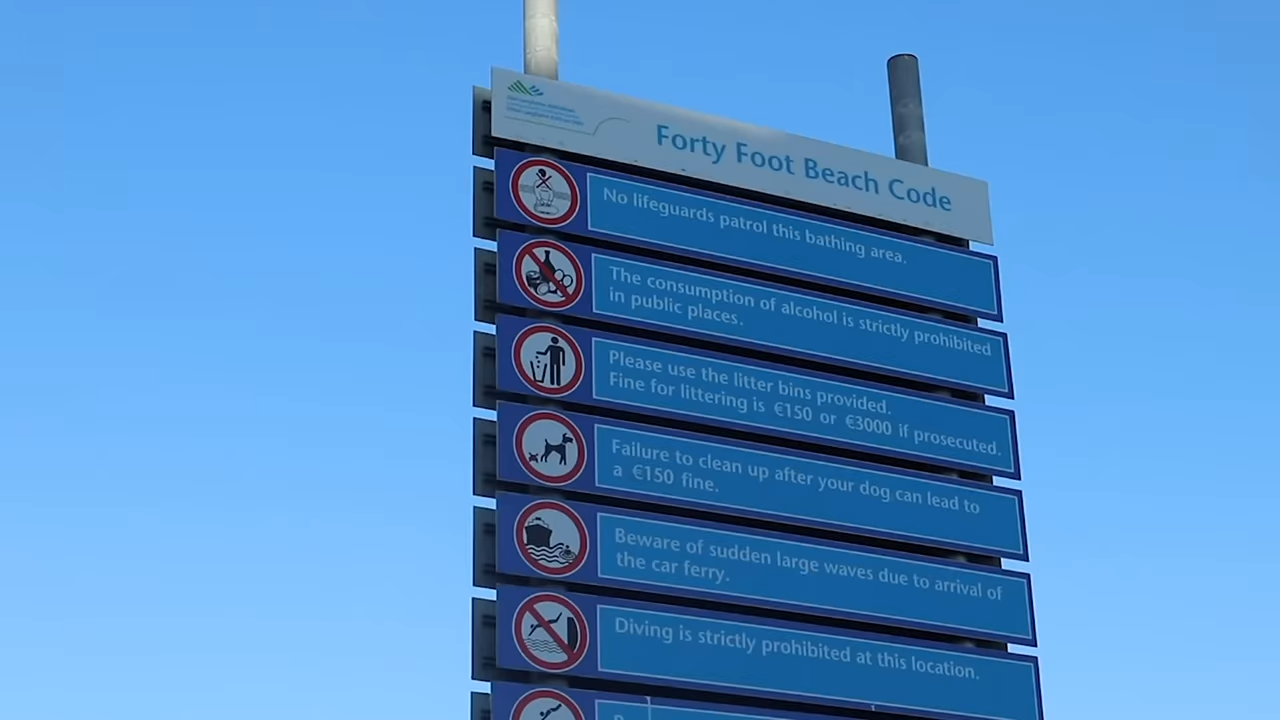 Forty Foot Beach Code
No lifeguards patrol this bathing area.
The consumption of alcohol is strictly prohibited
in public places.
Please use the litter bins provided.
Fine for littering is €150 or €3000 if prosecuted.
Failure to clean up after your dog can lead to
a €150 fine.
Beware of sudden large waves due to arrival of
the car ferry.
Diving is strictly prohibited at this location.